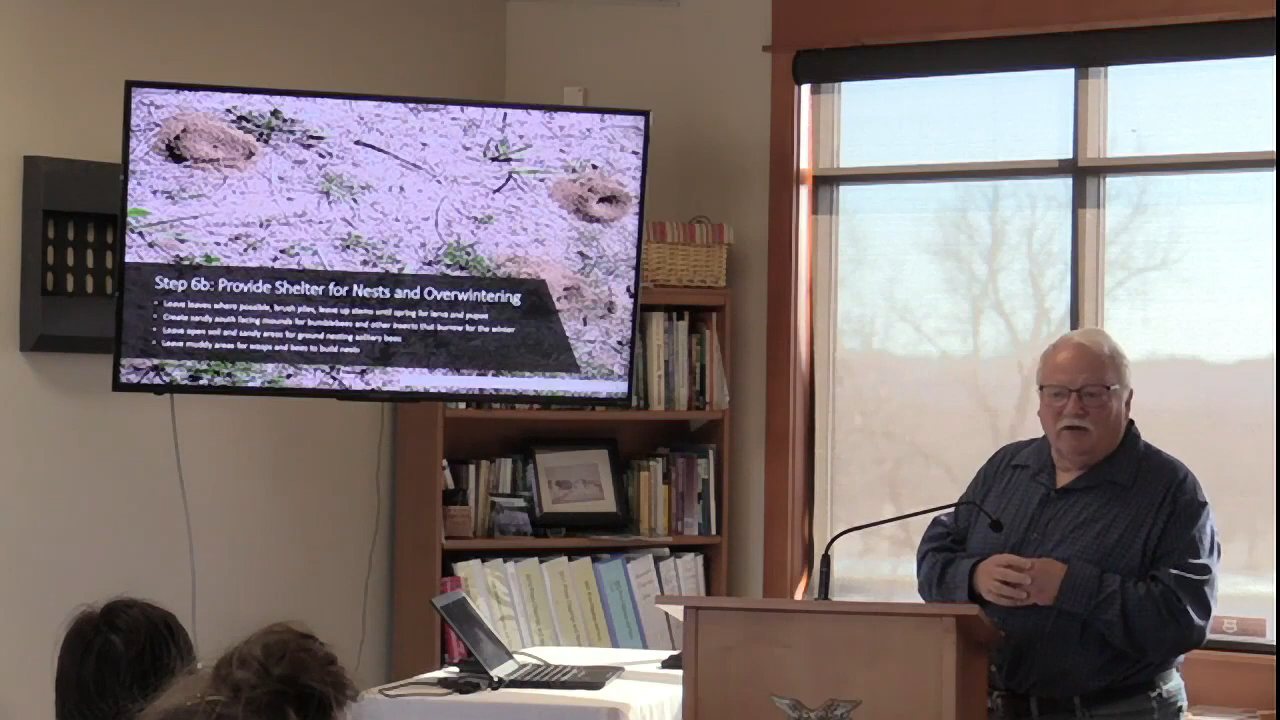 Step 6b: Provide Shelter for Nests and Overwintering
Leave leaves where possible, brush piles, leave up stems until spring for larva and pupae
Create sandy south facing mounds for bumblebees and other insects that burrow for the winter
Leave open soil and sandy areas for ground nesting solitary bees
Leave muddy areas for wasps and bees to build nests